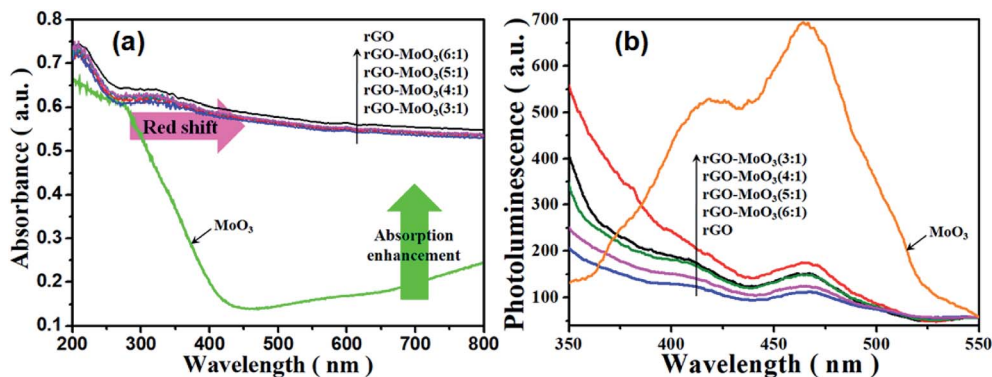 (a)
rGO
rGO-MoO₃(6:1)
rGO-MoO₃(5:1)
rGO-MoO₃(4:1)
rGO-MoO₃(3:1)
Red shift
MoO₃
Absorption
enhancement
Absorbance ( a.u. )
0.8
0.7
0.6
0.5
0.4
0.3
0.2
0.1
200 300 400 500 600 700 800
Wavelength ( nm )
(b)
rGO-MoO₃(3:1)
rGO-MoO₃(4:1)
rGO-MoO₃(5:1)
rGO-MoO₃(6:1)
rGO
MoO₃
Photoluminescence ( a.u. )
700
600
500
400
300
200
100
350 400 450 500 550
Wavelength ( nm )